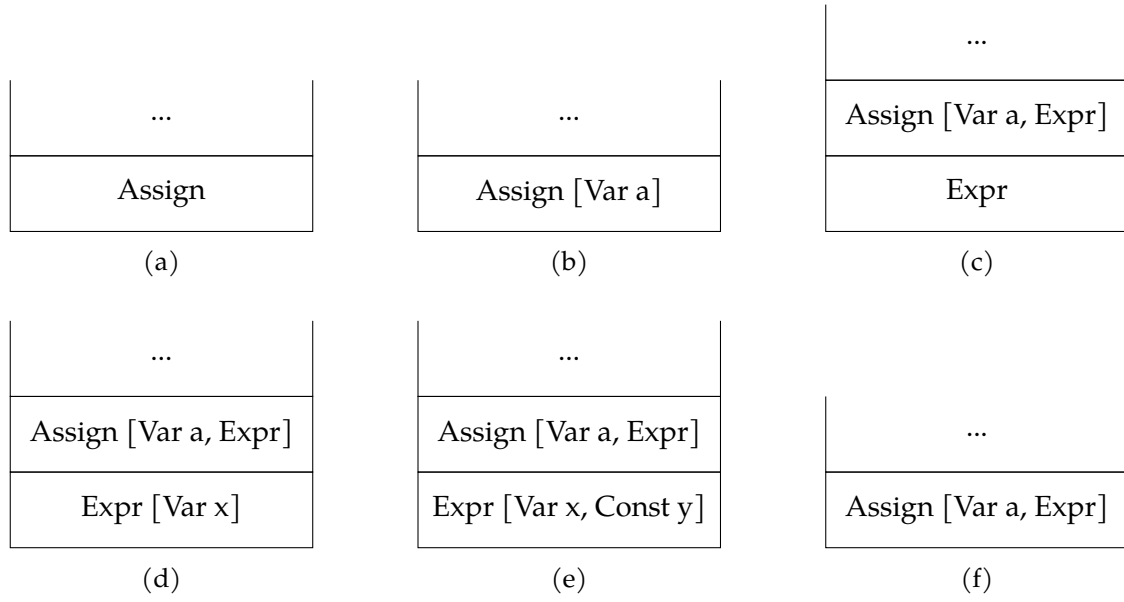 ...
Assign
(a)
...
Assign [Var a]
(b)
...
Assign [Var a, Expr]
Expr
(c)
...
Assign [Var a, Expr]
Expr [Var x]
(d)
...
Assign [Var a, Expr]
Expr [Var x, Const y]
(e)
...
Assign [Var a, Expr]
(f)